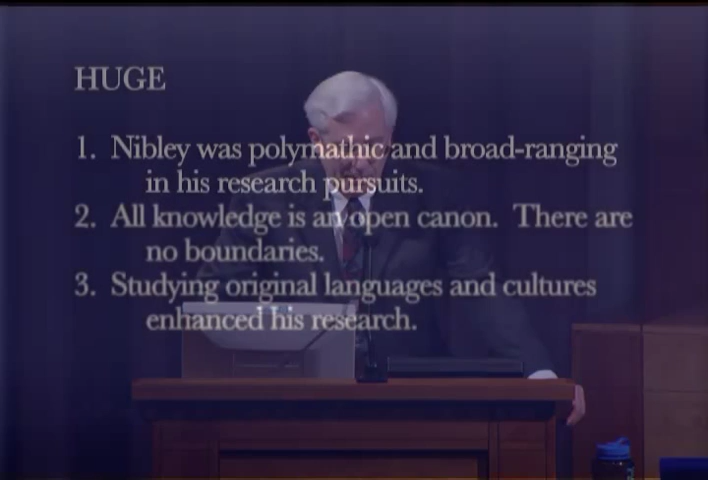 HUGE
1. Nibley was polymathic and broad-ranging
in his research pursuits.
2. All knowledge is an open canon. There are
no boundaries.
3. Studying original languages and cultures
enhanced his research.